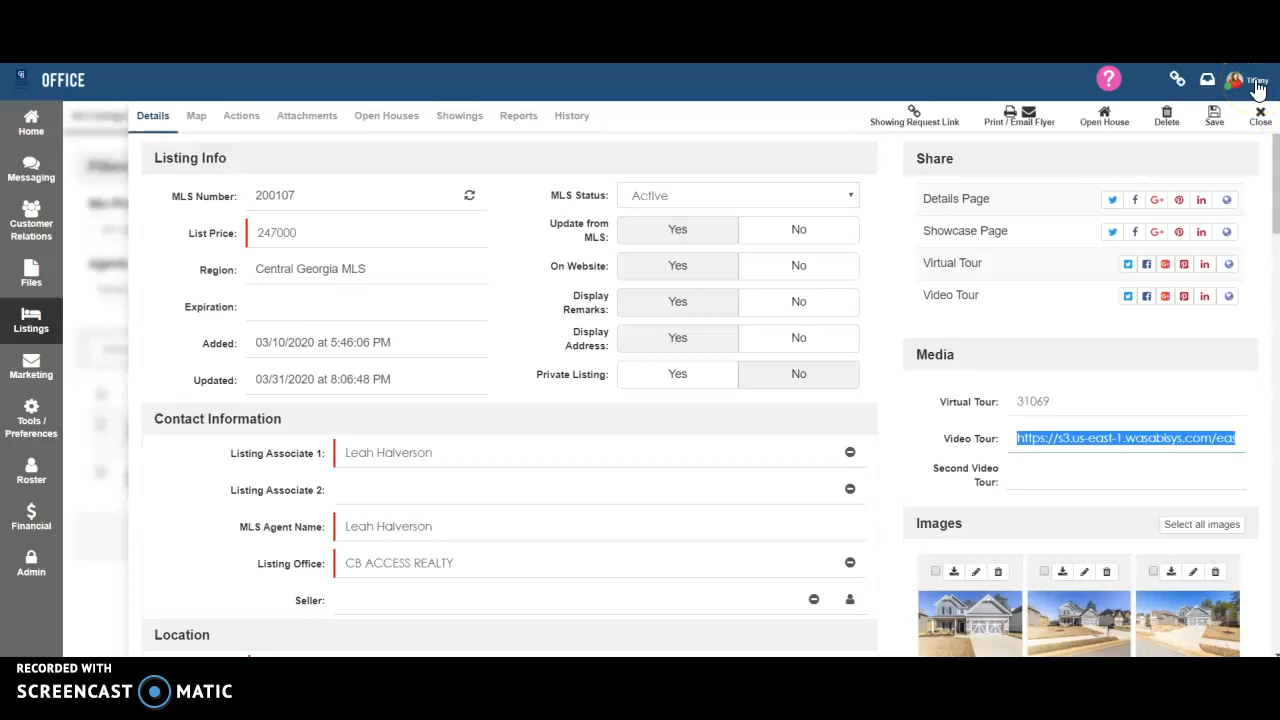 OFFICE
?
Tiffany
Home
Messaging
Customer
Relations
Files
Listings
Marketing
Tools /
Preferences
Roster
Financial
Admin
Details
Map
Actions
Attachments
Open Houses
Showings
Reports
History
Showing Request Link
Print / Email Flyer
Open House
Delete
Save
Close
Listing Info
MLS Number: 200107
List Price: 247000
Region: Central Georgia MLS
Expiration:
Added: 03/10/2020 at 5:46:06 PM
Updated: 03/31/2020 at 8:06:48 PM
MLS Status: Active
Update from
MLS: Yes No
On Website: Yes No
Display
Remarks: Yes No
Display
Address: Yes No
Private Listing: Yes No
Contact Information
Listing Associate 1: Leah Halverson
Listing Associate 2:
MLS Agent Name: Leah Halverson
Listing Office: CB ACCESS REALTY
Seller:
Location
Share
Details Page
Showcase Page
Virtual Tour
Video Tour
Media
Virtual Tour: 31069
Video Tour: https://s3.us-east-1.wasabisys.com/eas
Second Video
Tour:
Images
Select all images
RECORDED WITH
SCREENCAST MATIC